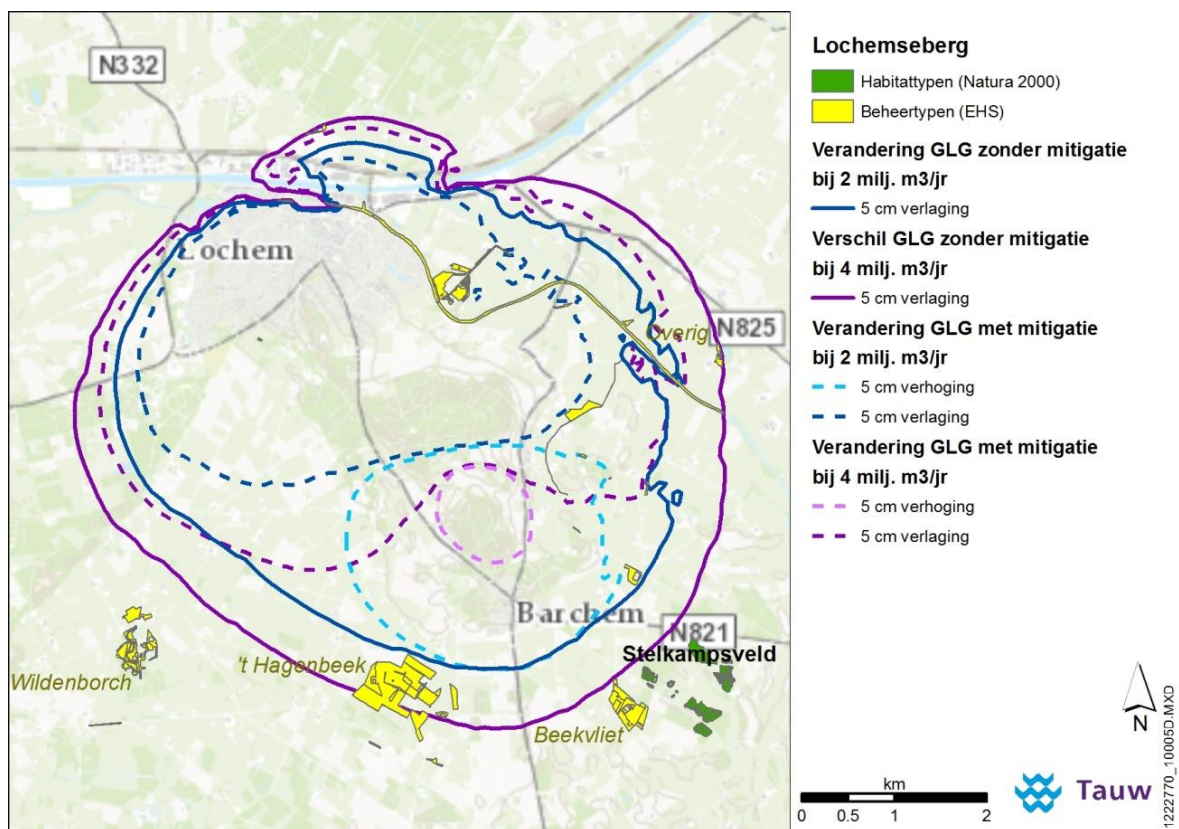 N332
Lochem
Overig
N825
Barchem
N821
Stelkampsveld
't Hagenbeek
Wildenborch
Beekvliet
Lochemseberg
Habitattypen (Natura 2000)
Beheertypen (EHS)
Verandering GLG zonder mitigatie
bij 2 milj. m3/jr
5 cm verlaging
Verschil GLG zonder mitigatie
bij 4 milj. m3/jr
5 cm verlaging
Verandering GLG met mitigatie
bij 2 milj. m3/jr
5 cm verhoging
5 cm verlaging
Verandering GLG met mitigatie
bij 4 milj. m3/jr
5 cm verhoging
5 cm verlaging
N
km
0 0.5 1 2
Tauw
1222770_10005D.MXD